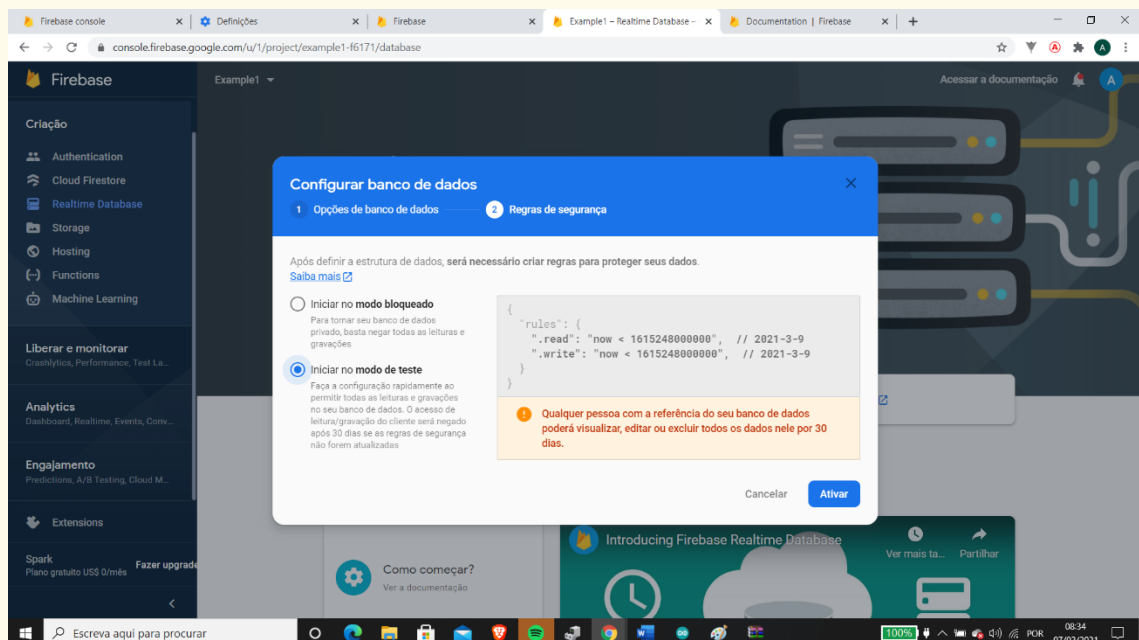 Firebase console
Definições
Firebase
Example1 – Realtime Database –
Documentation | Firebase
console.firebase.google.com/u/1/project/example1-f6171/database
Firebase
Example1
Acessar a documentação
A
Criação
Authentication
Cloud Firestore
Realtime Database
Storage
Hosting
Functions
Machine Learning
Liberar e monitorar
Crashlytics, Performance, Test La...
Analytics
Dashboard, Realtime, Events, Conv...
Engajamento
Predictions, A/B Testing, Cloud M...
Extensions
Spark
Plano gratuito US$ 0/mês
Fazer upgrade
Configurar banco de dados
1 Opções de banco de dados
2 Regras de segurança
Após definir a estrutura de dados, será necessário criar regras para proteger seus dados.
Saiba mais
Iniciar no modo bloqueado
Para tornar seu banco de dados
privado, basta negar todas as leituras e
gravações
Iniciar no modo de teste
Faça a configuração rapidamente ao
permitir todas as leituras e gravações
no seu banco de dados. O acesso de
leitura/gravação do cliente será negado
após 30 dias se as regras de segurança
não forem atualizadas
{
"rules": {
".read": "now < 1615248000000", // 2021-3-9
".write": "now < 1615248000000", // 2021-3-9
}
}
Qualquer pessoa com a referência do seu banco de dados
poderá visualizar, editar ou excluir todos os dados nele por 30
dias.
Cancelar
Ativar
Como começar?
Ver a documentação
Introducing Firebase Realtime Database
Ver mais ta...
Partilhar
Escreva aqui para procurar
100%
POR
08:34